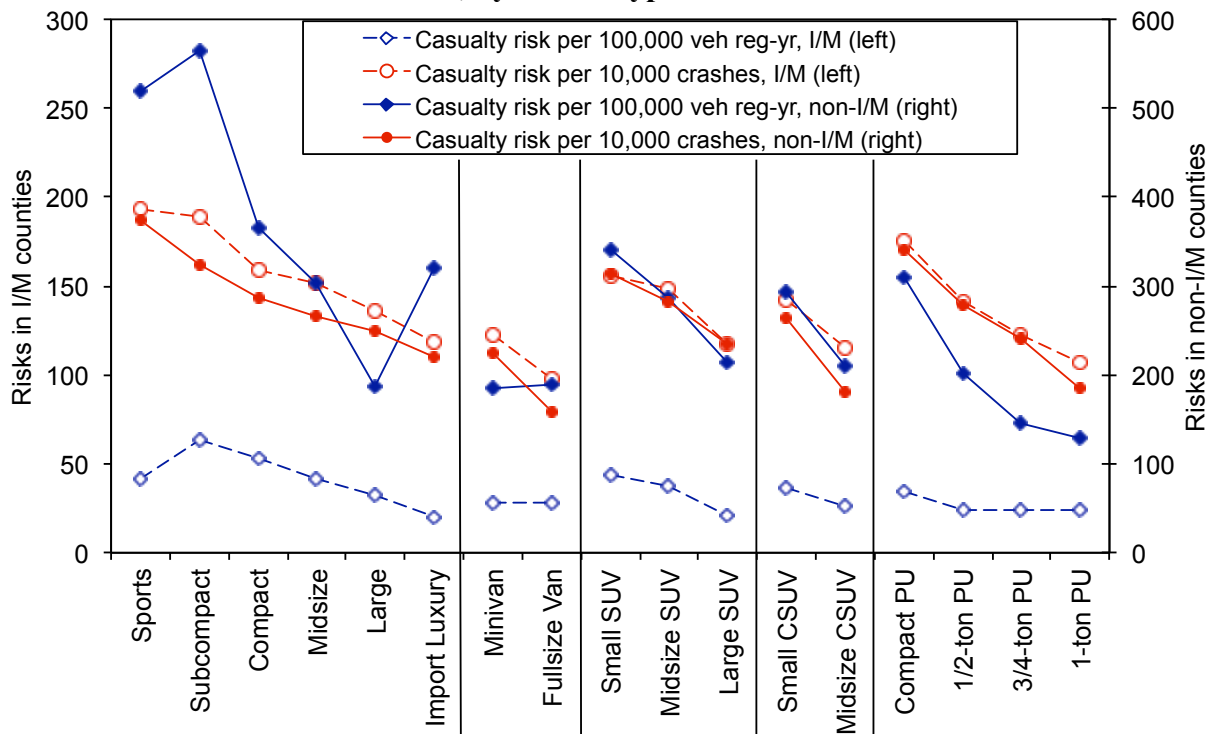 Casualty risk per 100,000 veh reg-yr, I/M (left)
Casualty risk per 10,000 crashes, I/M (left)
Casualty risk per 100,000 veh reg-yr, non-I/M (right)
Casualty risk per 10,000 crashes, non-I/M (right)
Risks in I/M counties
300
250
200
150
100
50
0
Risks in non-I/M counties
600
500
400
300
200
100
0
Sports
Subcompact
Compact
Midsize
Large
Import Luxury
Minivan
Fullsize Van
Small SUV
Midsize SUV
Large SUV
Small CSUV
Midsize CSUV
Compact PU
1/2-ton PU
3/4-ton PU
1-ton PU